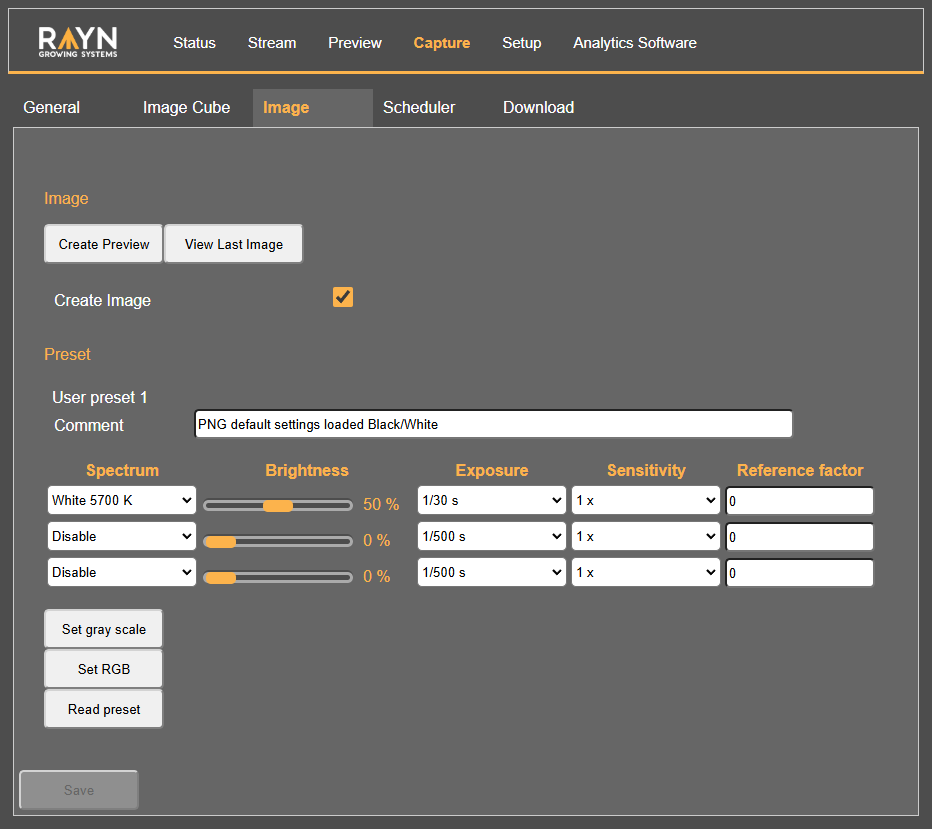 RAYN
GROWING SYSTEMS
Status Stream Preview Capture Setup Analytics Software
General Image Cube Image Scheduler Download
Image
Create Preview View Last Image
Create Image
Preset
User preset 1
Comment PNG default settings loaded Black/White
Spectrum Brightness Exposure Sensitivity Reference factor
White 5700 K 50 % 1/30 s 1 x 0
Disable 0 % 1/500 s 1 x 0
Disable 0 % 1/500 s 1 x 0
Set gray scale
Set RGB
Read preset
Save